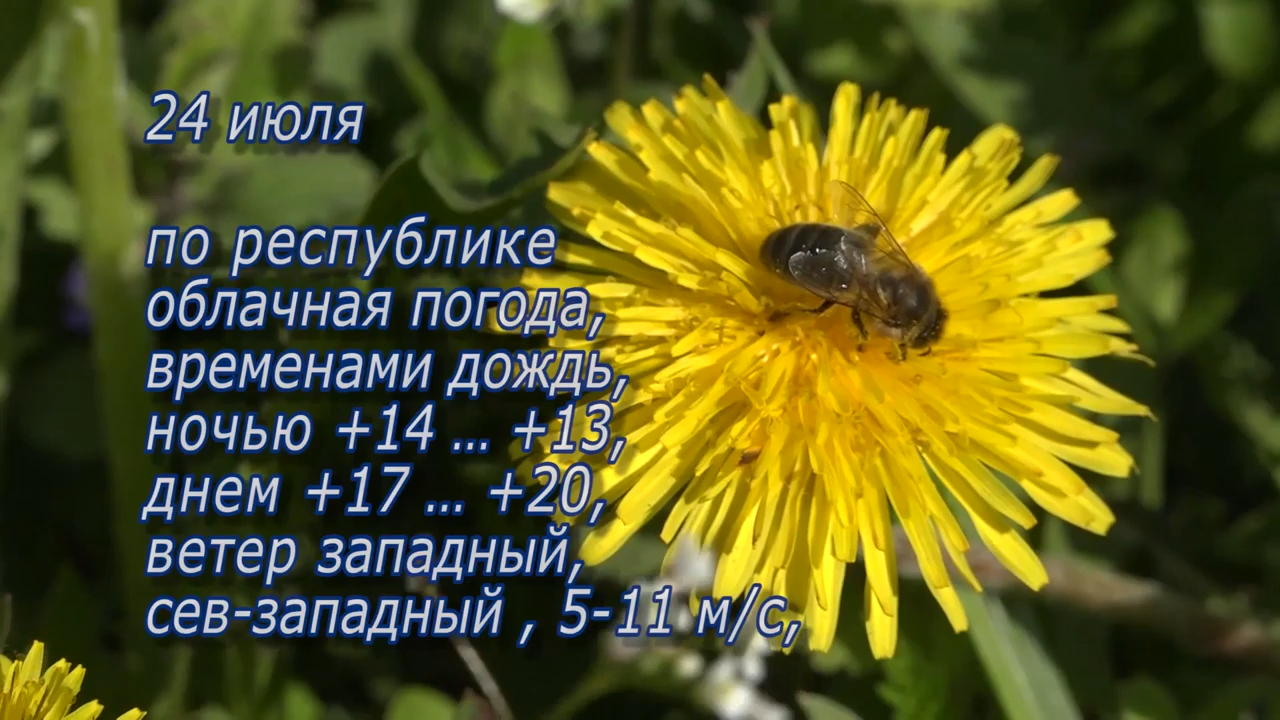 24 июля
по республике
облачная погода,
временами дождь,
ночью +14 ... +13,
днем +17 ... +20,
ветер западный,
сев-западный , 5-11 м/с,